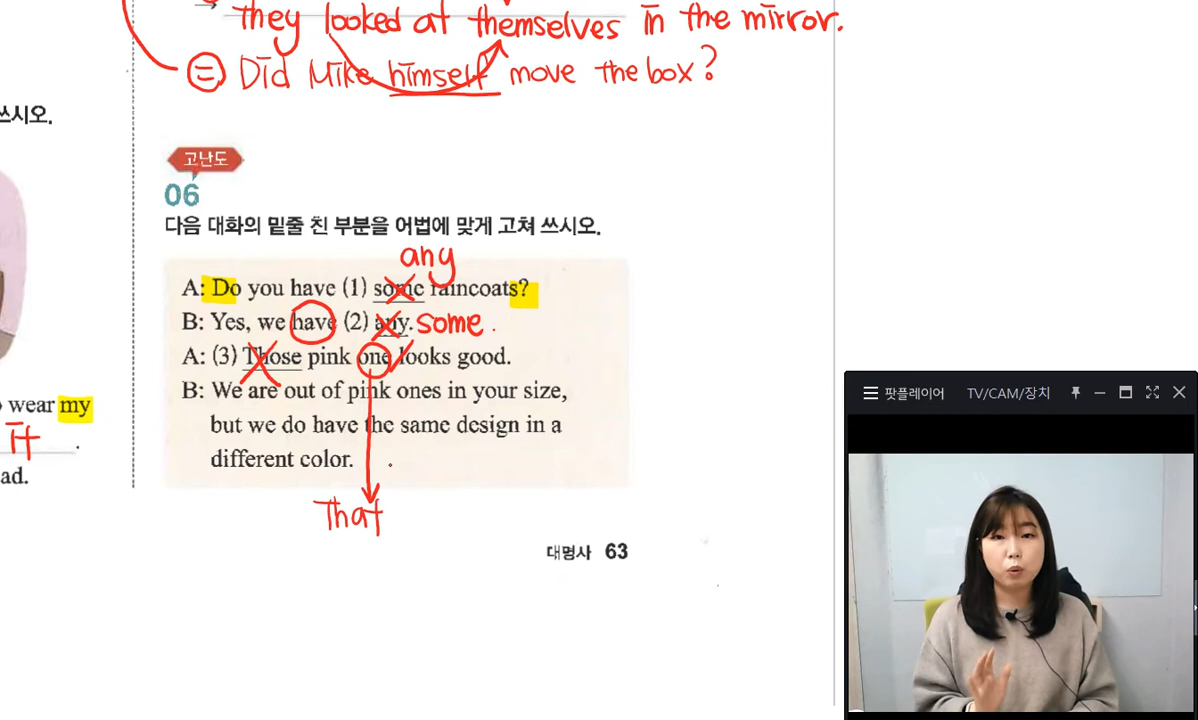 they looked at themselves in the mirror.
= Did Mike himself move the box?
쓰시오.
고난도
06
다음 대화의 밑줄 친 부분을 어법에 맞게 고쳐 쓰시오.
any
A: Do you have (1) some raincoats?
B: Yes, we have (2) any. some.
A: (3) Those pink one looks good.
B: We are out of pink ones in your size,
but we do have the same design in a
different color.
That
wear my
it .
ad.
대명사 63
팟플레이어 TV/CAM/장치